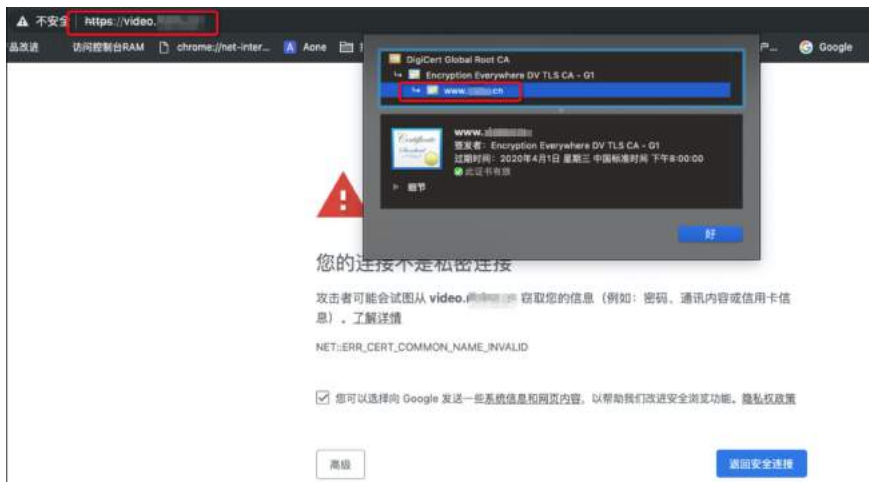 不安全 https://video.
品改进 访问控制台RAM chrome://net-inter... Aone Google
DigiCert Global Root CA
Encryption Everywhere DV TLS CA - G1
www. cn
www.
签发者：Encryption Everywhere DV TLS CA - G1
过期时间：2020年4月1日 星期三 中国标准时间 下午8:00:00
此证书有效
细节
好
您的连接不是私密连接
攻击者可能会试图从 video. 窃取您的信息（例如：密码、通讯内容或信用卡信
息）。了解详情
NET::ERR_CERT_COMMON_NAME_INVALID
您可以选择向 Google 发送一些系统信息和网页内容，以帮助我们改进安全浏览功能。隐私权政策
高级
返回安全连接